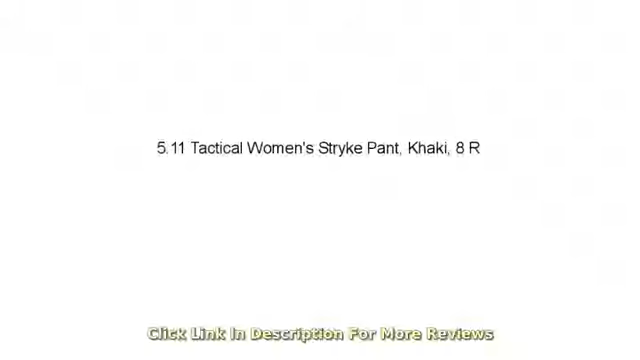 5.11 Tactical Women's Stryke Pant, Khaki, 8 R
Click Link In Description For More Reviews